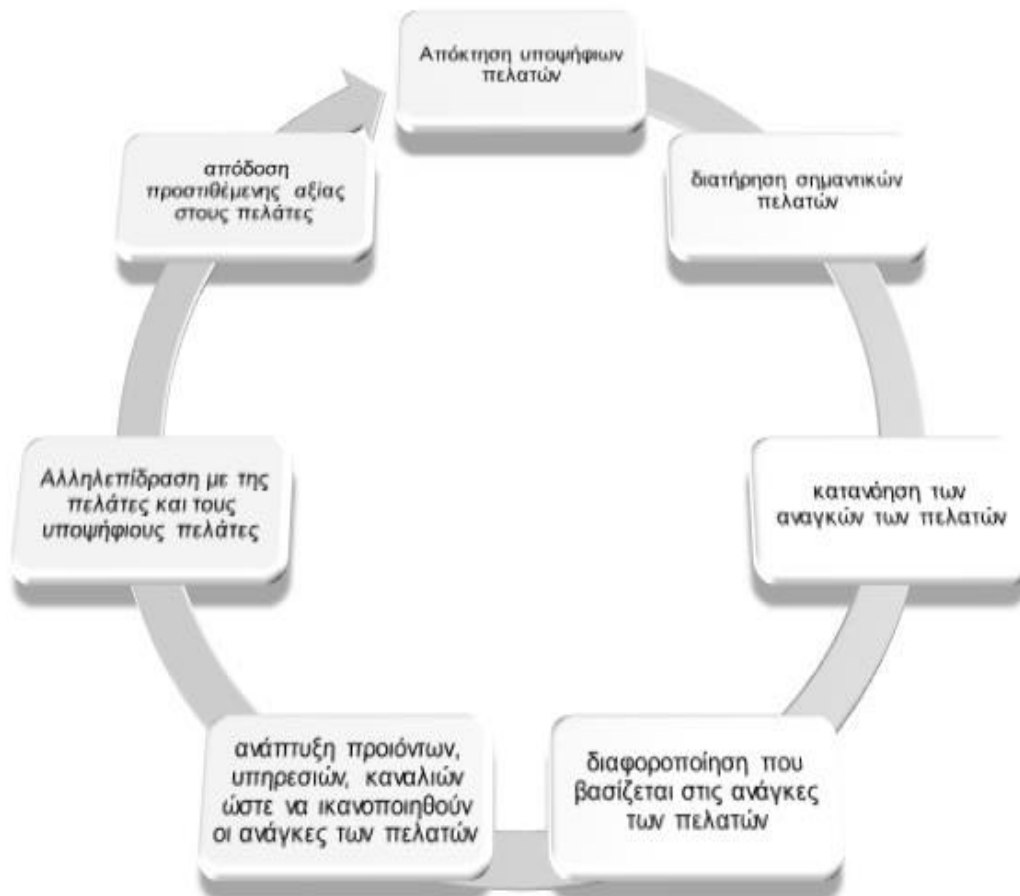 Απόκτηση υποψήφιων
πελατών
διατήρηση σημαντικών
πελατών
κατανόηση των
αναγκών των πελατών
διαφοροποίηση που
βασίζεται στις ανάγκες
των πελατών
ανάπτυξη προιόντων,
υπηρεσιών, καναλιών
ώστε να ικανοποιηθούν
οι ανάγκες των πελατών
Αλληλεπίδραση με της
πελάτες και τους
υποψήφιους πελάτες
απόδοση
προστιθέμενης αξίας
στους πελάτες